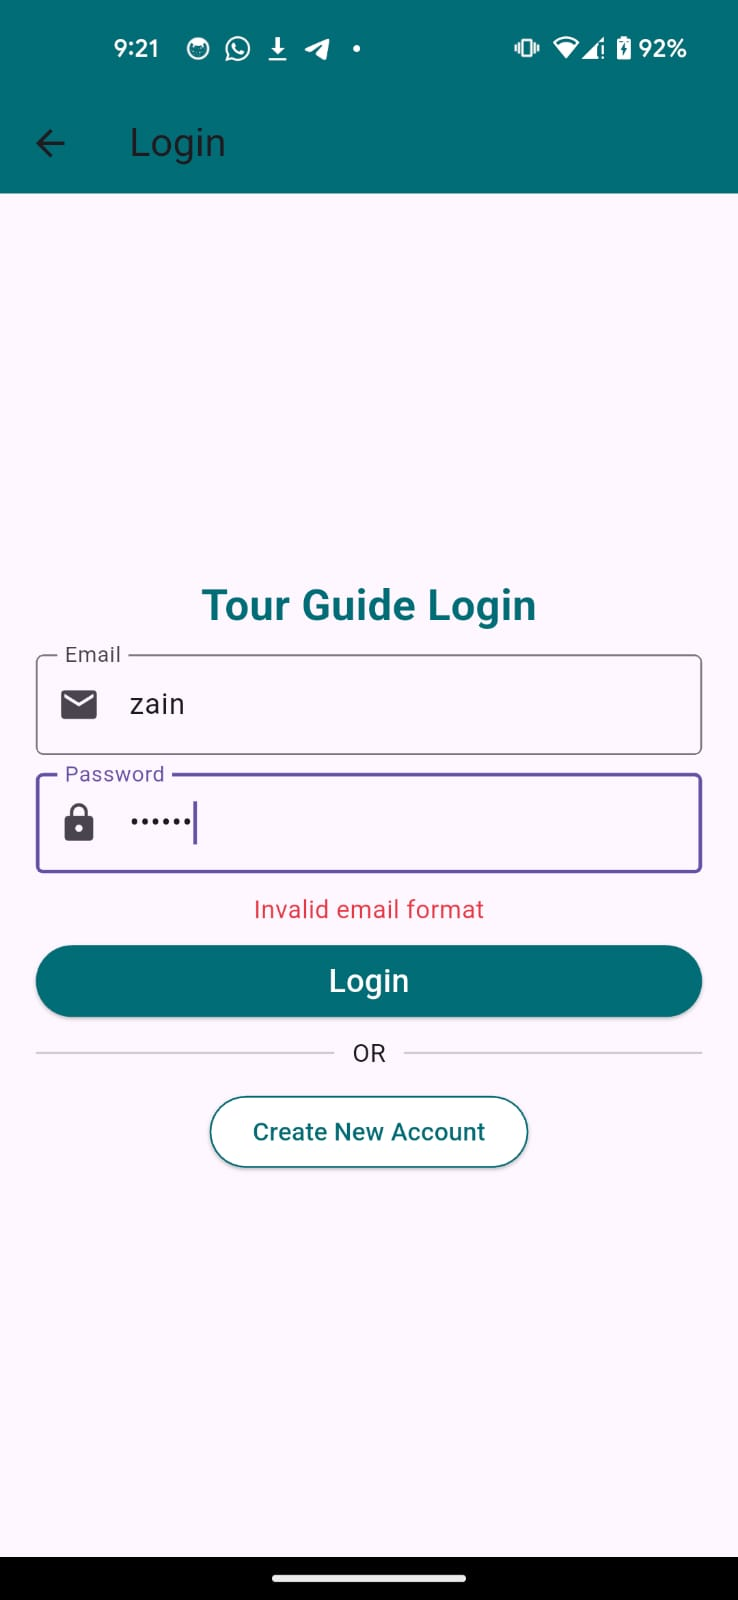 9:21 92%
Login
Tour Guide Login
Email
zain
Password
••••••
Invalid email format
Login
OR
Create New Account